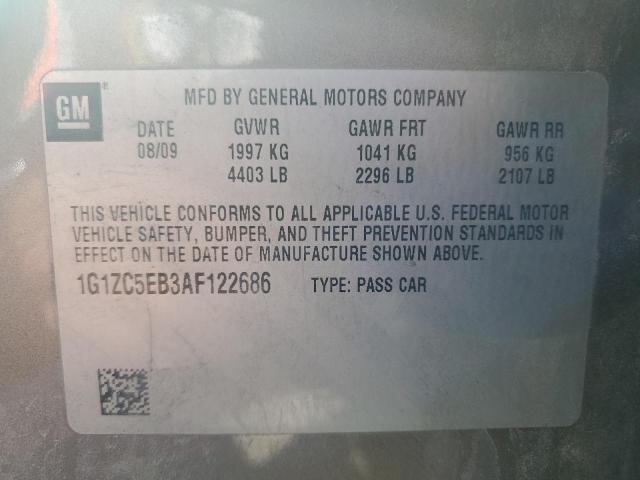 GM ®
MFD BY GENERAL MOTORS COMPANY
DATE GVWR GAWR FRT GAWR RR
08/09 1997 KG 1041 KG 956 KG
4403 LB 2296 LB 2107 LB
THIS VEHICLE CONFORMS TO ALL APPLICABLE U.S. FEDERAL MOTOR
VEHICLE SAFETY, BUMPER, AND THEFT PREVENTION STANDARDS IN
EFFECT ON THE DATE OF MANUFACTURE SHOWN ABOVE.
1G1ZC5EB3AF122686 TYPE: PASS CAR